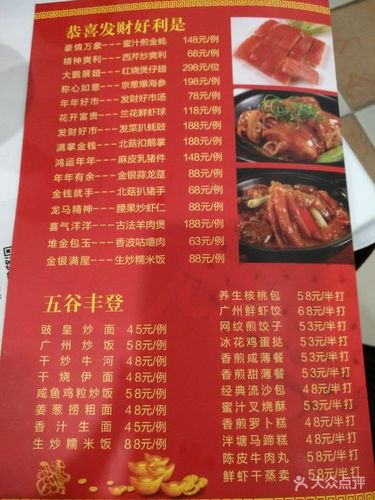 恭喜发财好利是
豪情万象---蜜汁煎金蚝 148元/例
精神爽利---西芹炒爽利 68元/例
大鹏展翅---红烧煲仔翅 298元/位
称心如意---京葱爆海参 198元/例
年年好市---发财好市汤 78元/例
花开富贵---兰花鲜虾球 118元/例
发财好市---发菜扒蚝豉 188元/例
满掌金钱---北菇扣鹅掌 188元/例
鸿运年年---麻皮乳猪件 148元/例
年年有余---金银蒜龙趸 88元/例
金钱就手---北菇扒猪手 68元/例
龙马精神---腰果炒虾仁 88元/例
喜气洋洋---古法羊肉煲 188元/例
堆金包玉---香波咕噜肉 63元/例
金银满屋---生炒糯米饭 88元/例
五谷丰登
豉皇炒面 45元/例
广州炒饭 58元/例
干炒牛河 48元/例
干烧伊面 48元/例
咸鱼鸡粒炒饭 58元/例
姜葱捞粗面 48元/例
香汁生面 58元/例
生炒糯米饭 88元/例
养生核桃包 58元/半打
广州鲜虾饺 68元/半打
网纹煎饺子 53元/半打
冰花鸡蛋挞 53元/半打
香煎咸薄餐 53元/半打
香煎甜薄餐 48元/半打
经典流沙包 53元/半打
蜜汁叉烧酥 53元/半打
香煎萝卜糕 48元/半打
泮塘马蹄糕 48元/半打
陈皮牛肉丸 58元/半打
鲜虾干蒸卖 58元/半打
大众点评